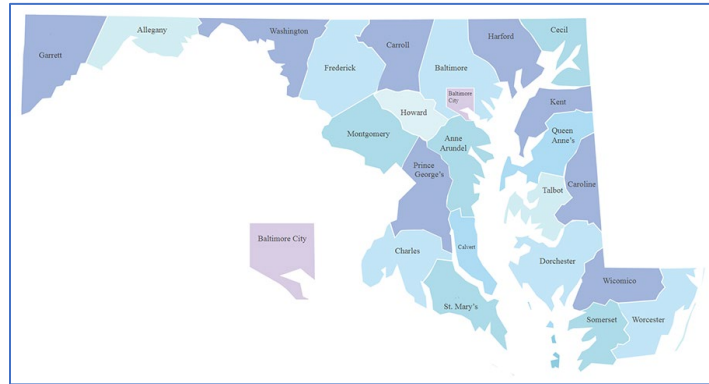 Garrett
Allegany
Washington
Frederick
Carroll
Baltimore
Harford
Cecil
Baltimore
City
Kent
Howard
Montgomery
Anne
Arundel
Queen
Anne's
Prince
George's
Talbot
Caroline
Baltimore City
Charles
Calvert
Dorchester
Wicomico
St. Mary's
Somerset
Worcester